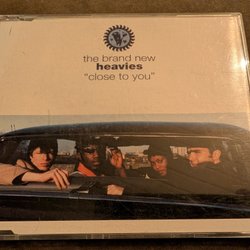 the brand new
heavies
"close to you"